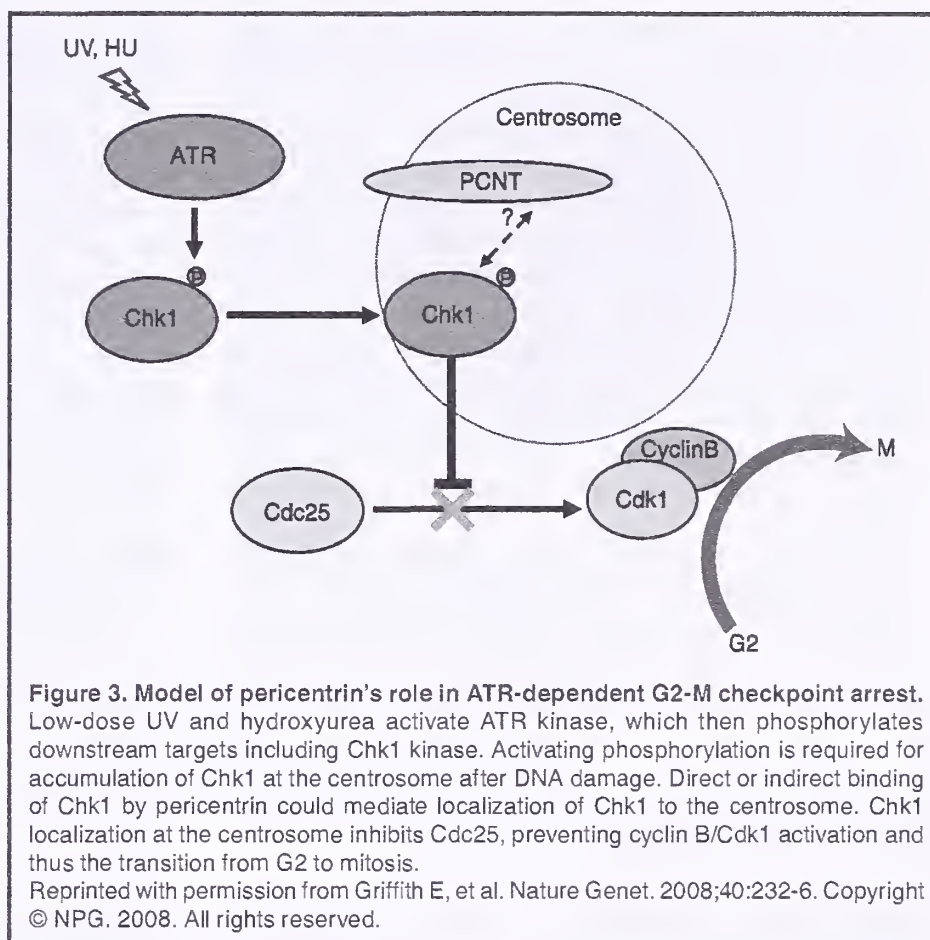 UV, HU
ATR
Centrosome
PCNT
?
P
P
Chk1
Chk1
CyclinB
M
Cdc25
Cdk1
G2
Figure 3. Model of pericentrin's role in ATR-dependent G2-M checkpoint arrest.
Low-dose UV and hydroxyurea activate ATR kinase, which then phosphorylates
downstream targets including Chk1 kinase. Activating phosphorylation is required for
accumulation of Chk1 at the centrosome after DNA damage. Direct or indirect binding
of Chk1 by pericentrin could mediate localization of Chk1 to the centrosome. Chk1
localization at the centrosome inhibits Cdc25, preventing cyclin B/Cdk1 activation and
thus the transition from G2 to mitosis.
Reprinted with permission from Griffith E, et al. Nature Genet. 2008;40:232-6. Copyright
© NPG. 2008. All rights reserved.